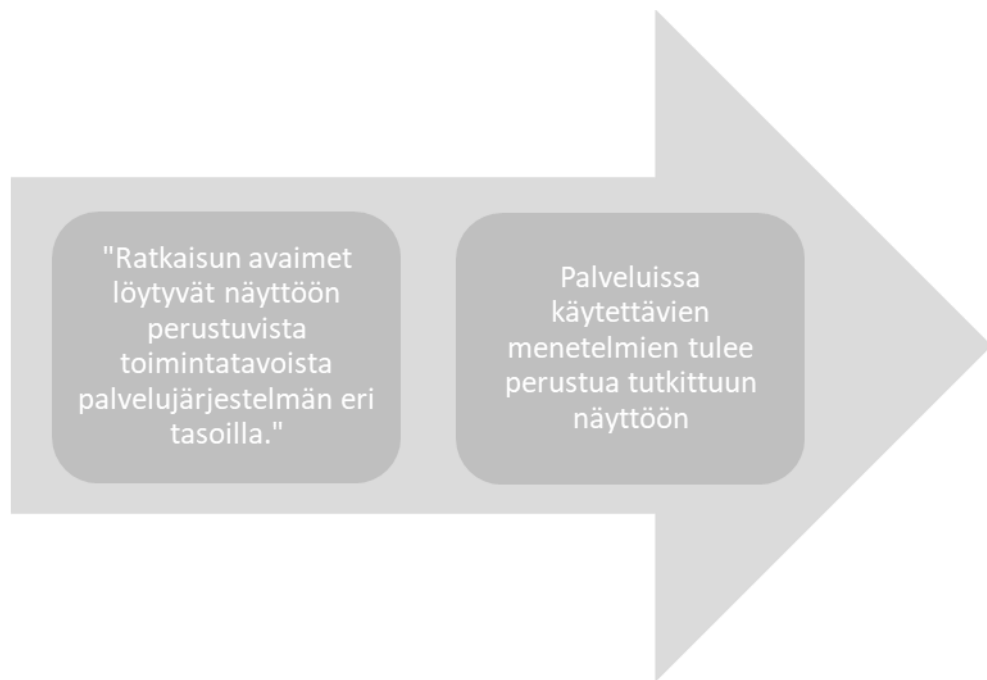 "Ratkaisun avaimet
löytyvät näyttöön
perustuvista
toimintatavoista
palvelujärjestelmän eri
tasoilla."
Palveluissa
käytettävien
menetelmien tulee
perustua tutkittuun
näyttöön